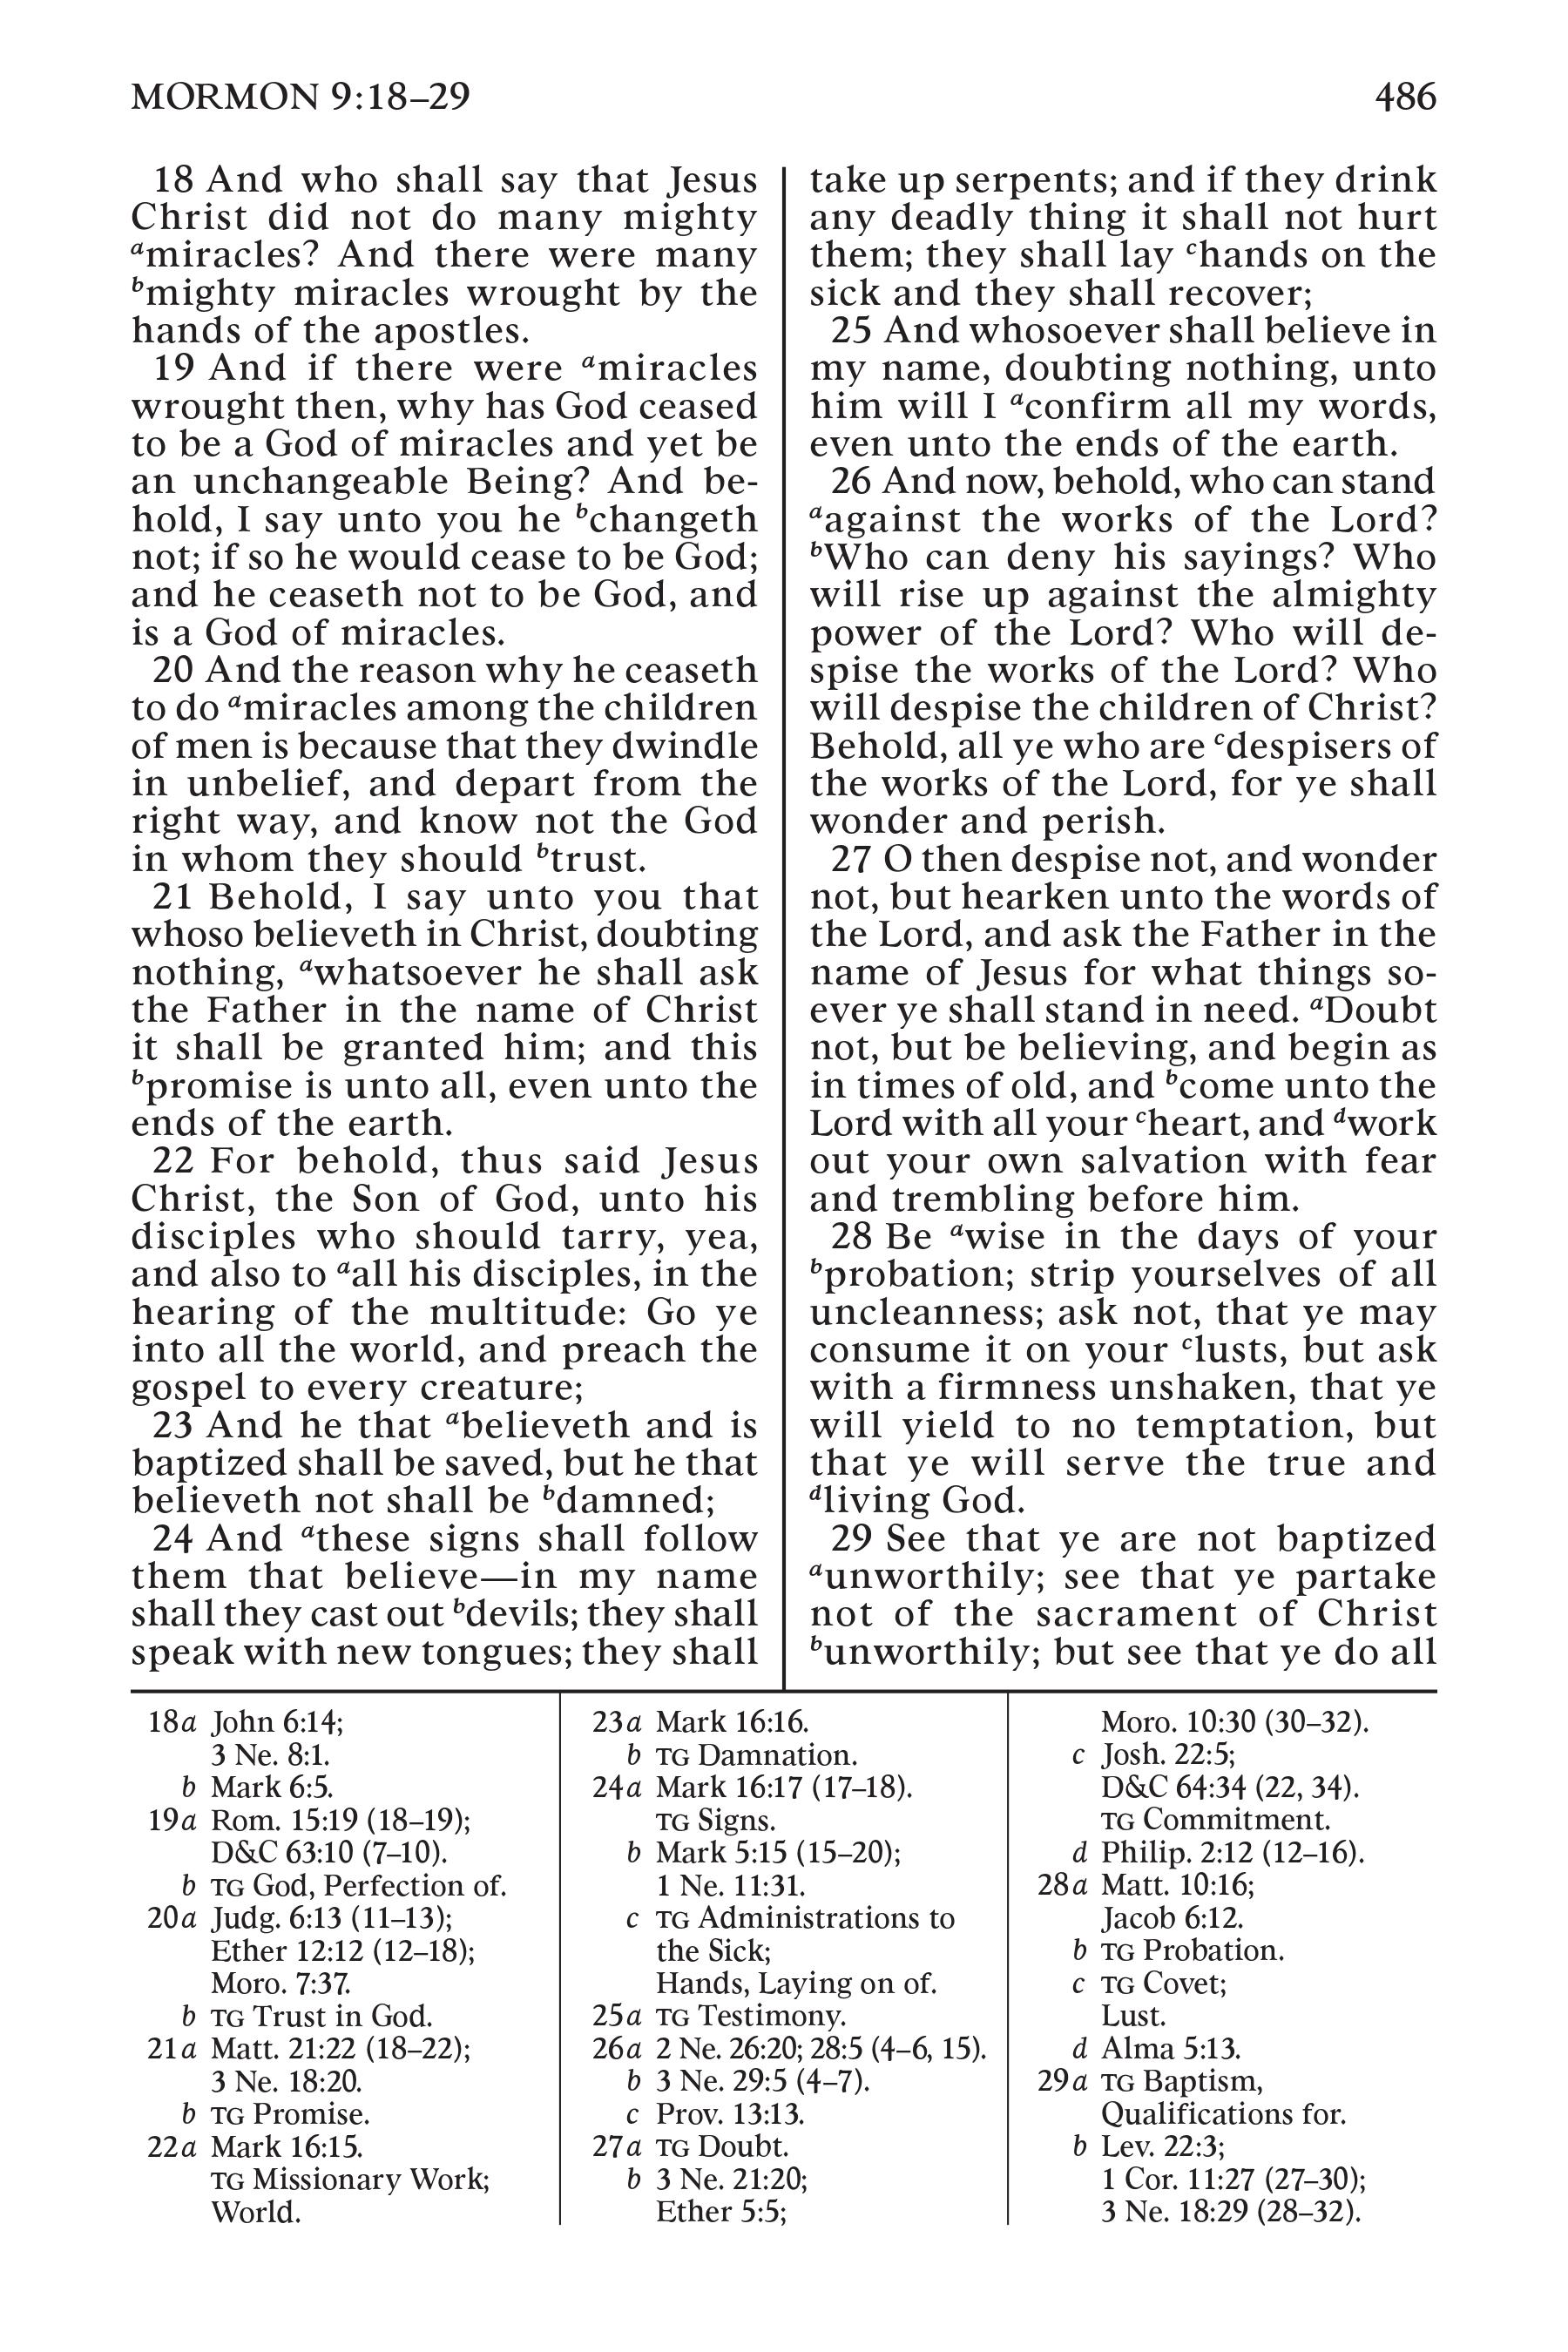 MORMON 9:18–29
486
18 And who shall say that Jesus
Christ did not do many mighty
amiracles? And there were many
bmighty miracles wrought by the
hands of the apostles.
19 And if there were amiracles
wrought then, why has God ceased
to be a God of miracles and yet be
an unchangeable Being? And be-
hold, I say unto you he bchangeth
not; if so he would cease to be God;
and he ceaseth not to be God, and
is a God of miracles.
20 And the reason why he ceaseth
to do amiracles among the children
of men is because that they dwindle
in unbelief, and depart from the
right way, and know not the God
in whom they should btrust.
21 Behold, I say unto you that
whoso believeth in Christ, doubting
nothing, awhatsoever he shall ask
the Father in the name of Christ
it shall be granted him; and this
bpromise is unto all, even unto the
ends of the earth.
22 For behold, thus said Jesus
Christ, the Son of God, unto his
disciples who should tarry, yea,
and also to aall his disciples, in the
hearing of the multitude: Go ye
into all the world, and preach the
gospel to every creature;
23 And he that abelieveth and is
baptized shall be saved, but he that
believeth not shall be bdamned;
24 And athese signs shall follow
them that believe—in my name
shall they cast out bdevils; they shall
speak with new tongues; they shall
take up serpents; and if they drink
any deadly thing it shall not hurt
them; they shall lay chands on the
sick and they shall recover;
25 And whosoever shall believe in
my name, doubting nothing, unto
him will I aconfirm all my words,
even unto the ends of the earth.
26 And now, behold, who can stand
aagainst the works of the Lord?
bWho can deny his sayings? Who
will rise up against the almighty
power of the Lord? Who will de-
spise the works of the Lord? Who
will despise the children of Christ?
Behold, all ye who are cdespisers of
the works of the Lord, for ye shall
wonder and perish.
27 O then despise not, and wonder
not, but hearken unto the words of
the Lord, and ask the Father in the
name of Jesus for what things so-
ever ye shall stand in need. aDoubt
not, but be believing, and begin as
in times of old, and bcome unto the
Lord with all your cheart, and dwork
out your own salvation with fear
and trembling before him.
28 Be awise in the days of your
bprobation; strip yourselves of all
uncleanness; ask not, that ye may
consume it on your clusts, but ask
with a firmness unshaken, that ye
will yield to no temptation, but
that ye will serve the true and
dliving God.
29 See that ye are not baptized
aunworthily; see that ye partake
not of the sacrament of Christ
bunworthily; but see that ye do all
18a John 6:14;
3 Ne. 8:1.
b Mark 6:5.
19a Rom. 15:19 (18–19);
D&C 63:10 (7–10).
b TG God, Perfection of.
20a Judg. 6:13 (11–13);
Ether 12:12 (12–18);
Moro. 7:37.
b TG Trust in God.
21a Matt. 21:22 (18–22);
3 Ne. 18:20.
b TG Promise.
22a Mark 16:15.
TG Missionary Work;
World.
23a Mark 16:16.
b TG Damnation.
24a Mark 16:17 (17–18).
TG Signs.
b Mark 5:15 (15–20);
1 Ne. 11:31.
c TG Administrations to
the Sick;
Hands, Laying on of.
25a TG Testimony.
26a 2 Ne. 26:20; 28:5 (4–6, 15).
b 3 Ne. 29:5 (4–7).
c Prov. 13:13.
27a TG Doubt.
b 3 Ne. 21:20;
Ether 5:5;
Moro. 10:30 (30–32).
c Josh. 22:5;
D&C 64:34 (22, 34).
TG Commitment.
d Philip. 2:12 (12–16).
28a Matt. 10:16;
Jacob 6:12.
b TG Probation.
c TG Covet;
Lust.
d Alma 5:13.
29a TG Baptism,
Qualifications for.
b Lev. 22:3;
1 Cor. 11:27 (27–30);
3 Ne. 18:29 (28–32).